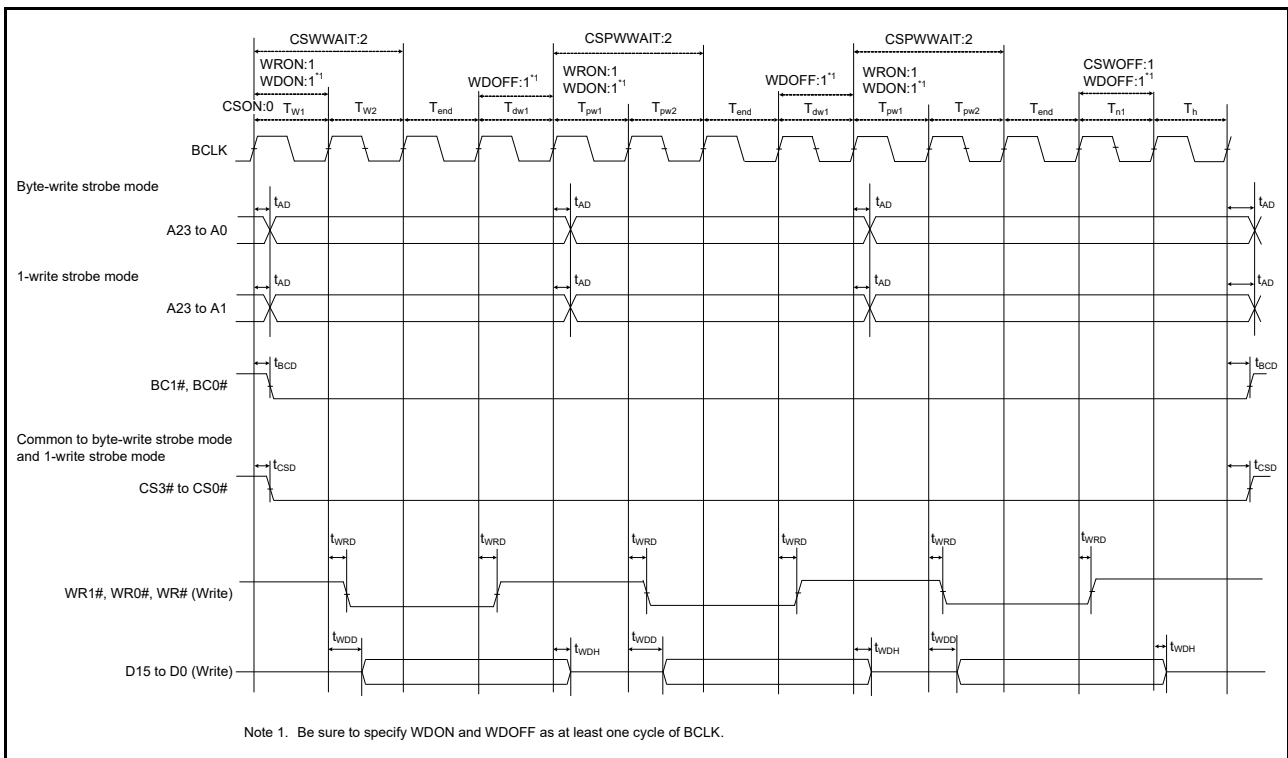 CSWWAIT:2 CSPWWAIT:2 CSPWWAIT:2
WRON:1 WRON:1 WRON:1 CSWOFF:1
WDON:1*1 WDOFF:1*1 WDON:1*1 WDOFF:1*1 WDON:1*1 WDOFF:1*1
CSON:0 TW1 TW2 Tend Tdw1 Tpw1 Tpw2 Tend Tdw1 Tpw1 Tpw2 Tend Tn1 Th
BCLK
Byte-write strobe mode
tAD tAD tAD tAD
A23 to A0
1-write strobe mode
tAD tAD tAD tAD
A23 to A1
tBCD tBCD
BC1#, BC0#
Common to byte-write strobe mode
and 1-write strobe mode
tCSD tCSD
CS3# to CS0#
tWRD tWRD tWRD tWRD tWRD tWRD
WR1#, WR0#, WR# (Write)
tWDD tWDH tWDD tWDH tWDD tWDH
D15 to D0 (Write)
Note 1. Be sure to specify WDON and WDOFF as at least one cycle of BCLK.